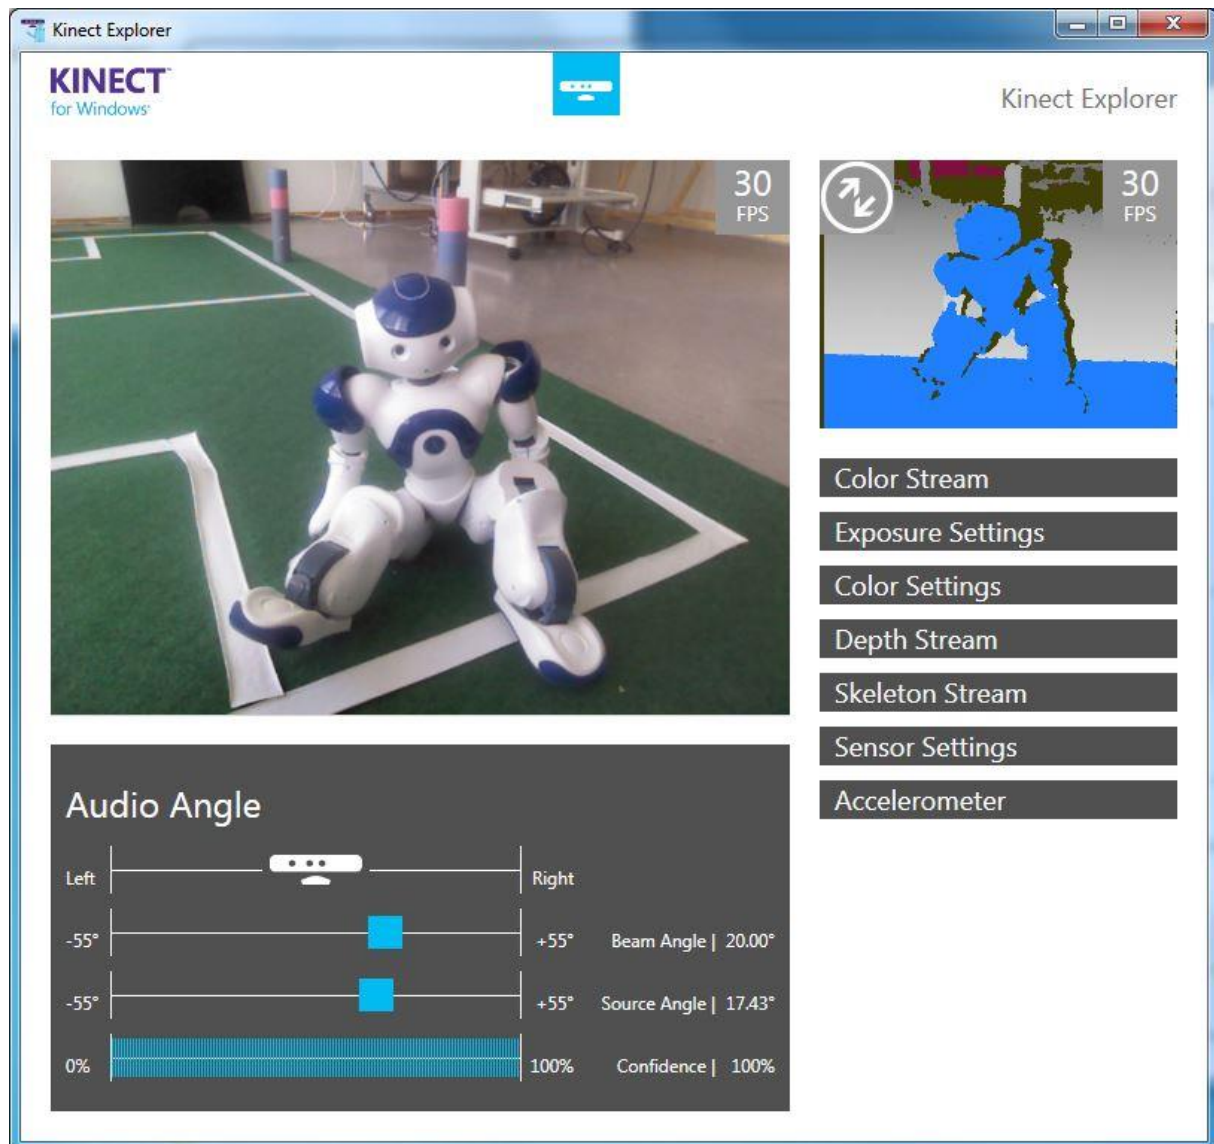 Kinect Explorer
KINECT™
for Windows®
Kinect Explorer
30
FPS
30
FPS
Color Stream
Exposure Settings
Color Settings
Depth Stream
Skeleton Stream
Sensor Settings
Accelerometer
Audio Angle
Left Right
-55° +55° Beam Angle | 20.00°
-55° +55° Source Angle | 17.43°
0% 100% Confidence | 100%